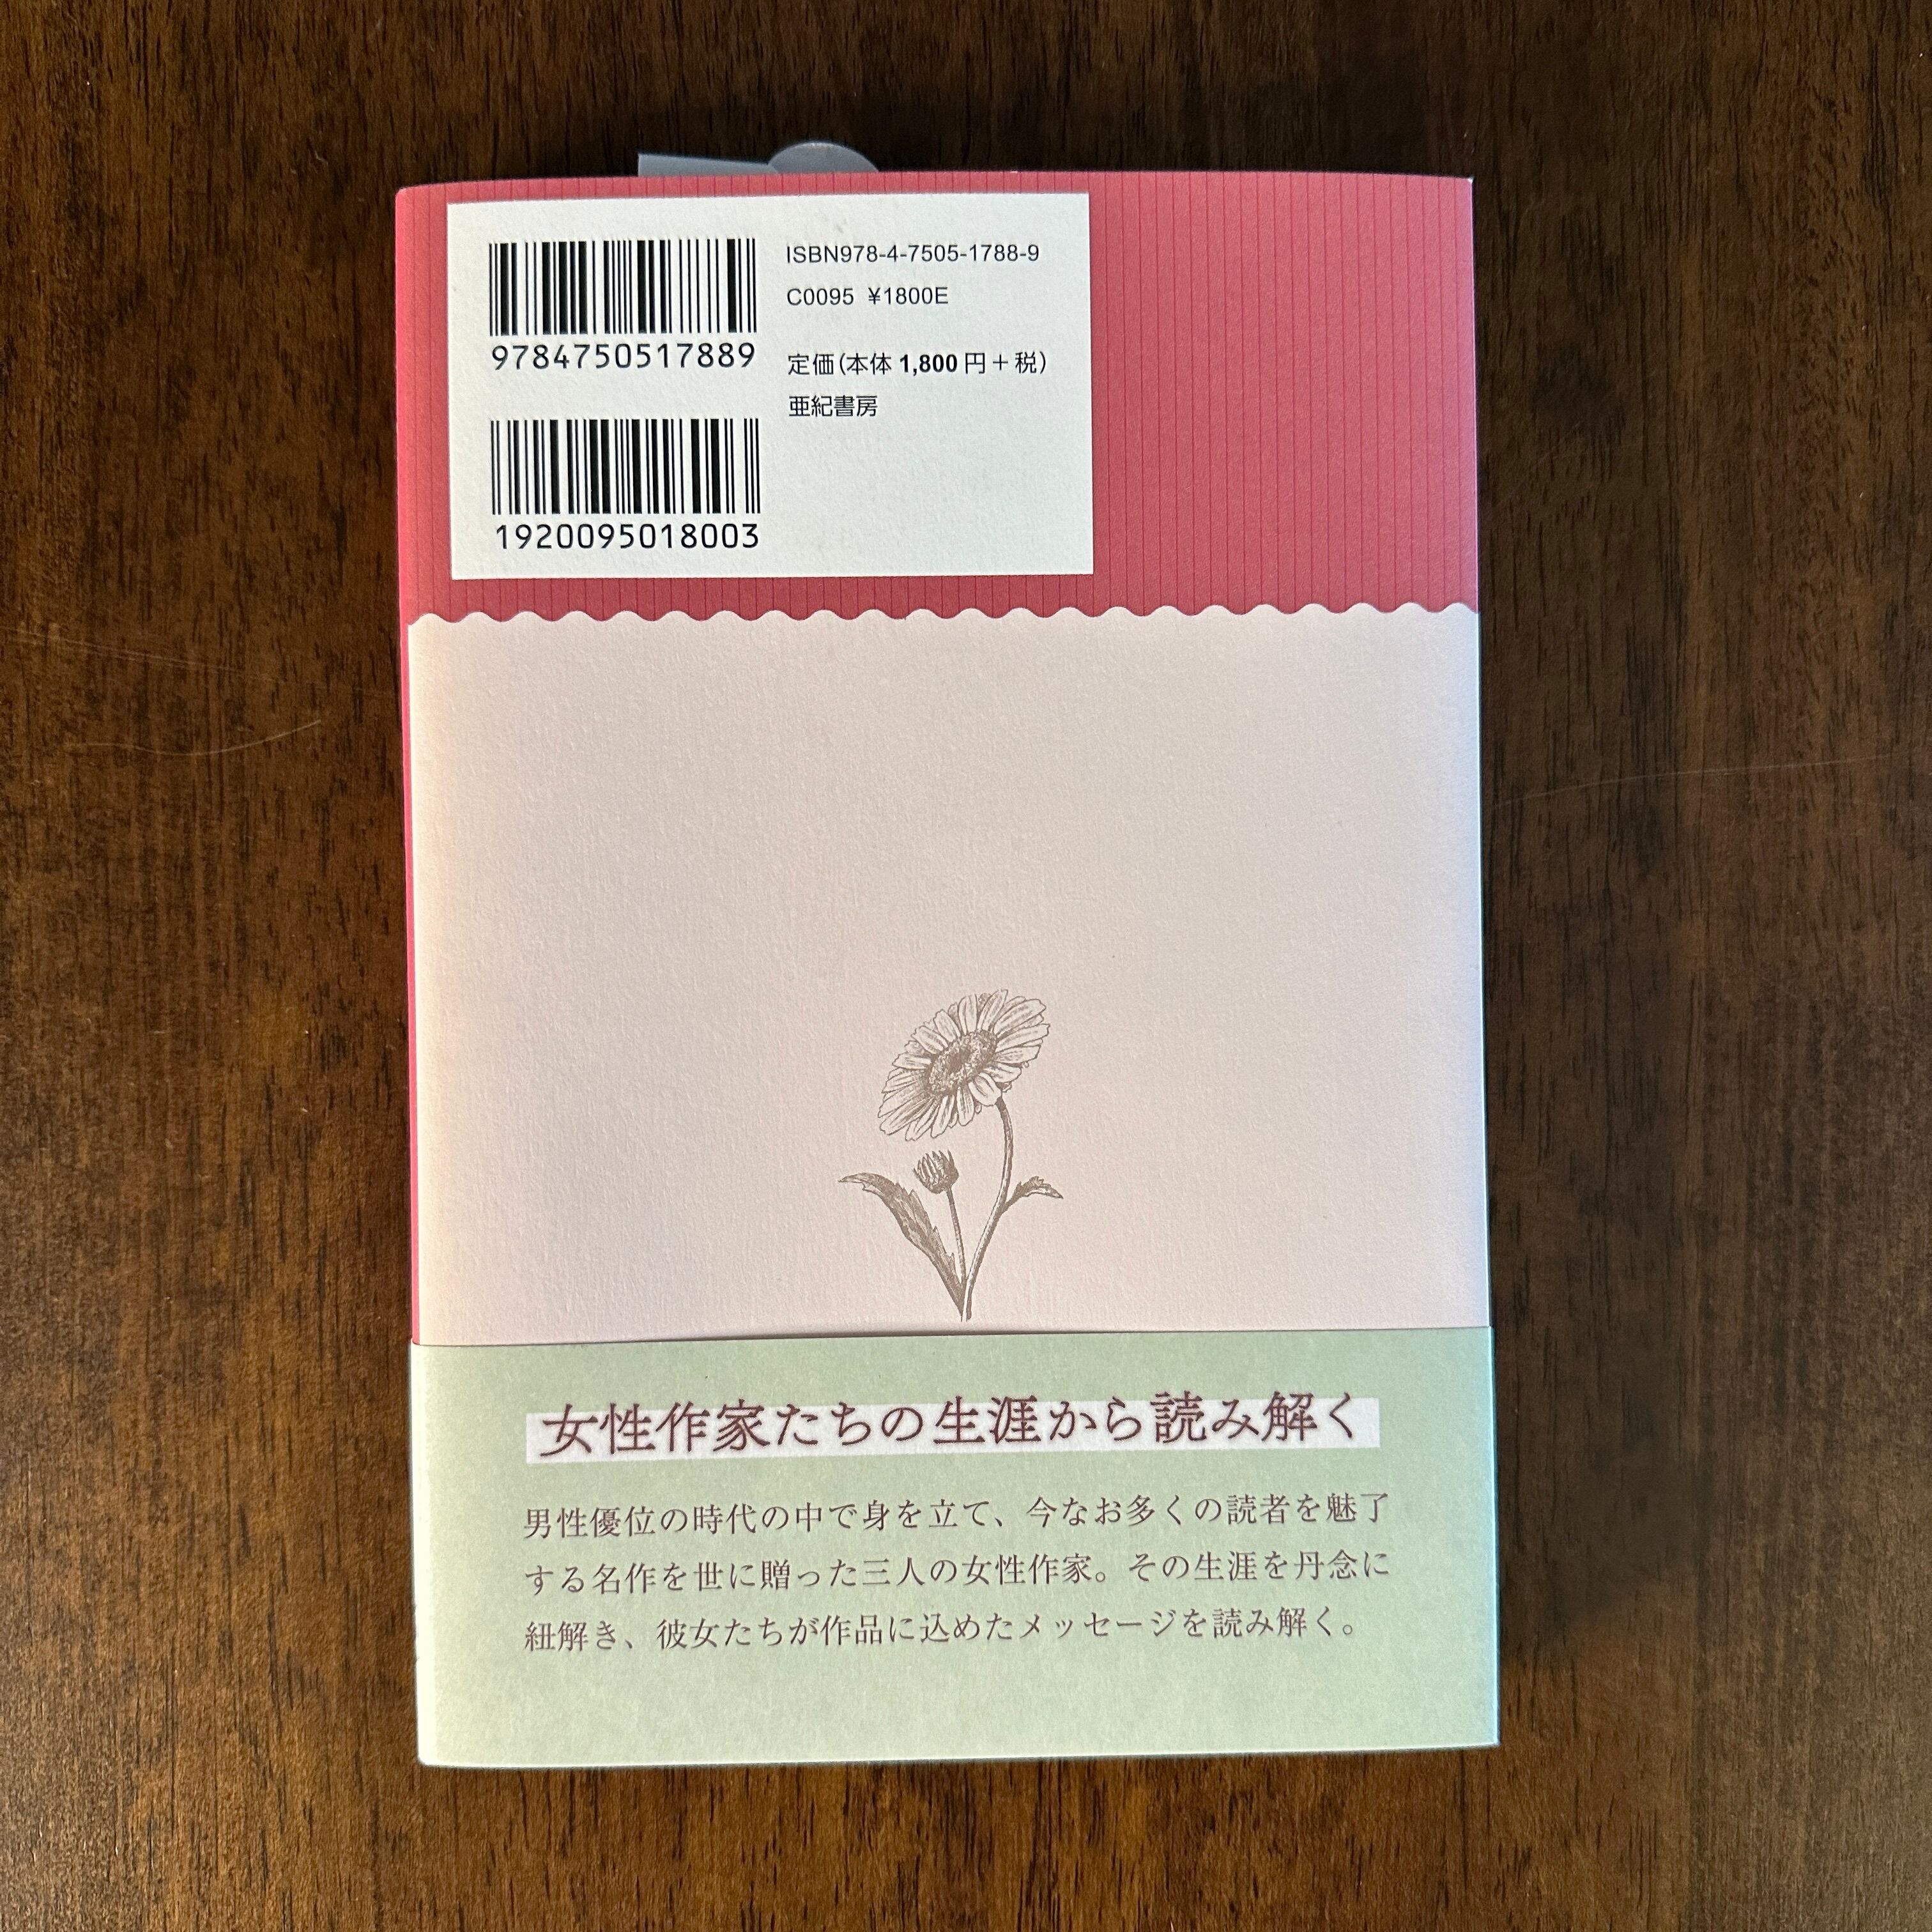 ISBN978-4-7505-1788-9
C0095 ¥1800E
9784750517889
定価(本体1,800円+税)
亜紀書房
1920095018003
女性作家たちの生涯から読み解く
男性優位の時代の中で身を立て、今なお多くの読者を魅了
する名作を世に贈った三人の女性作家。その生涯を丹念に
紐解き、彼女たちが作品に込めたメッセージを読み解く。